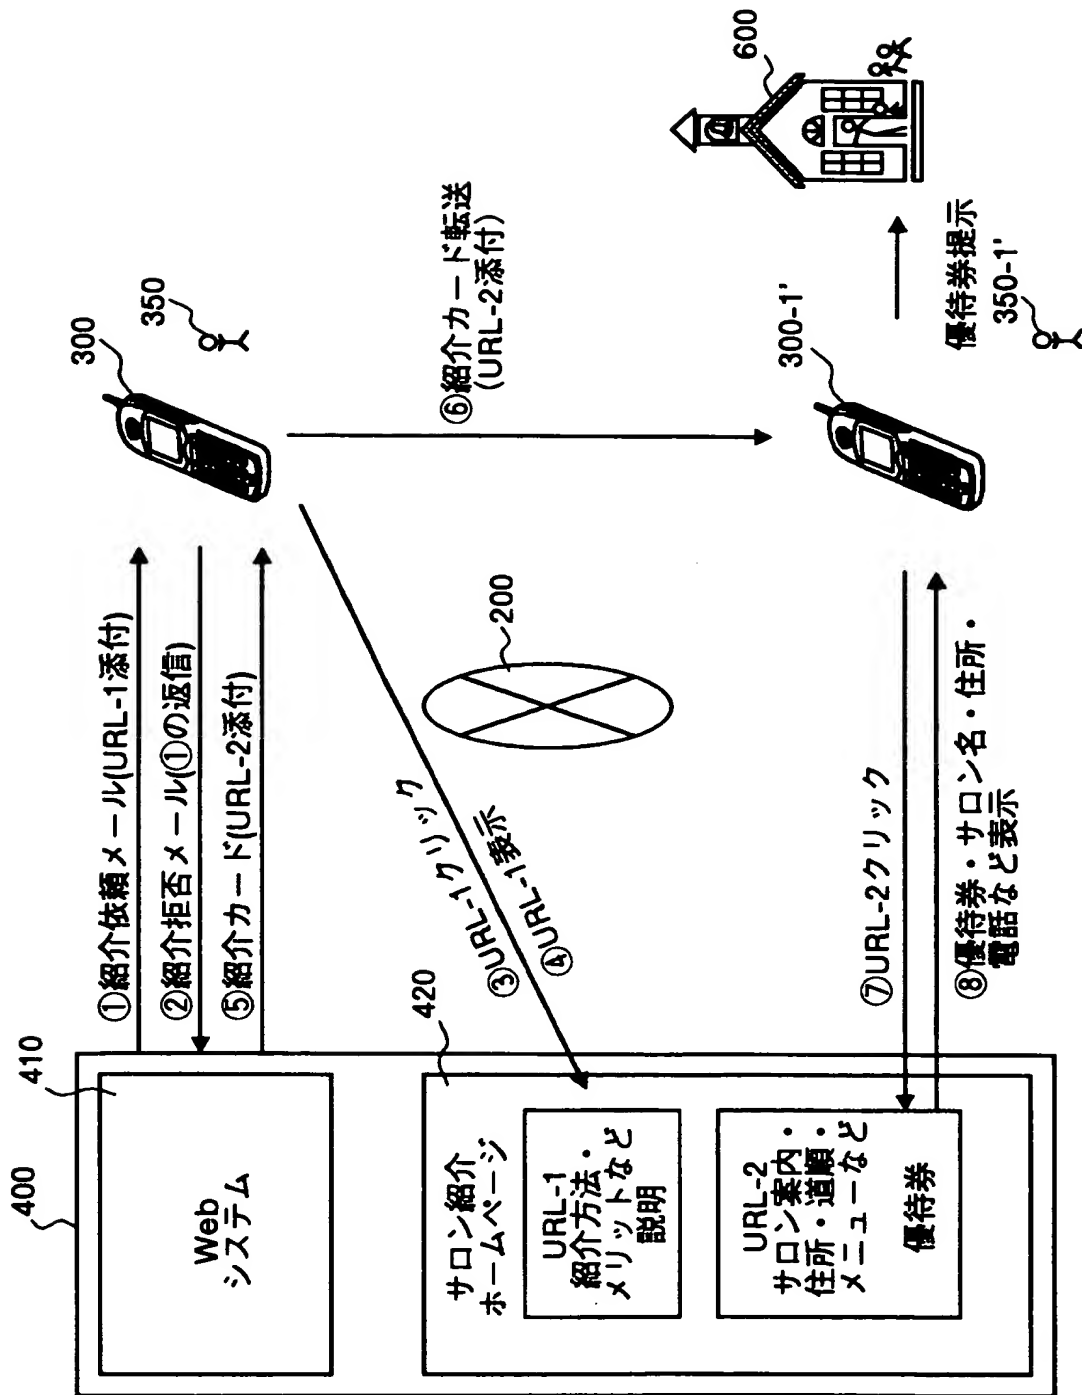 400
410
Web
システム
420
サロン紹介
ホームページ
URL-1
紹介方法・
メリットなど
説明
URL-2
サロン案内・
住所・道順・
メニューなど
優待券
①紹介依頼メール(URL-1添付)
②紹介拒否メール(①の返信)
⑤紹介カード(URL-2添付)
③URL-1クリック
④URL-1表示
200
300
350
⑥紹介カード転送
(URL-2添付)
⑦URL-2クリック
⑧優待券・サロン名・住所・
電話など表示
300-1'
350-1'
優待券提示
600